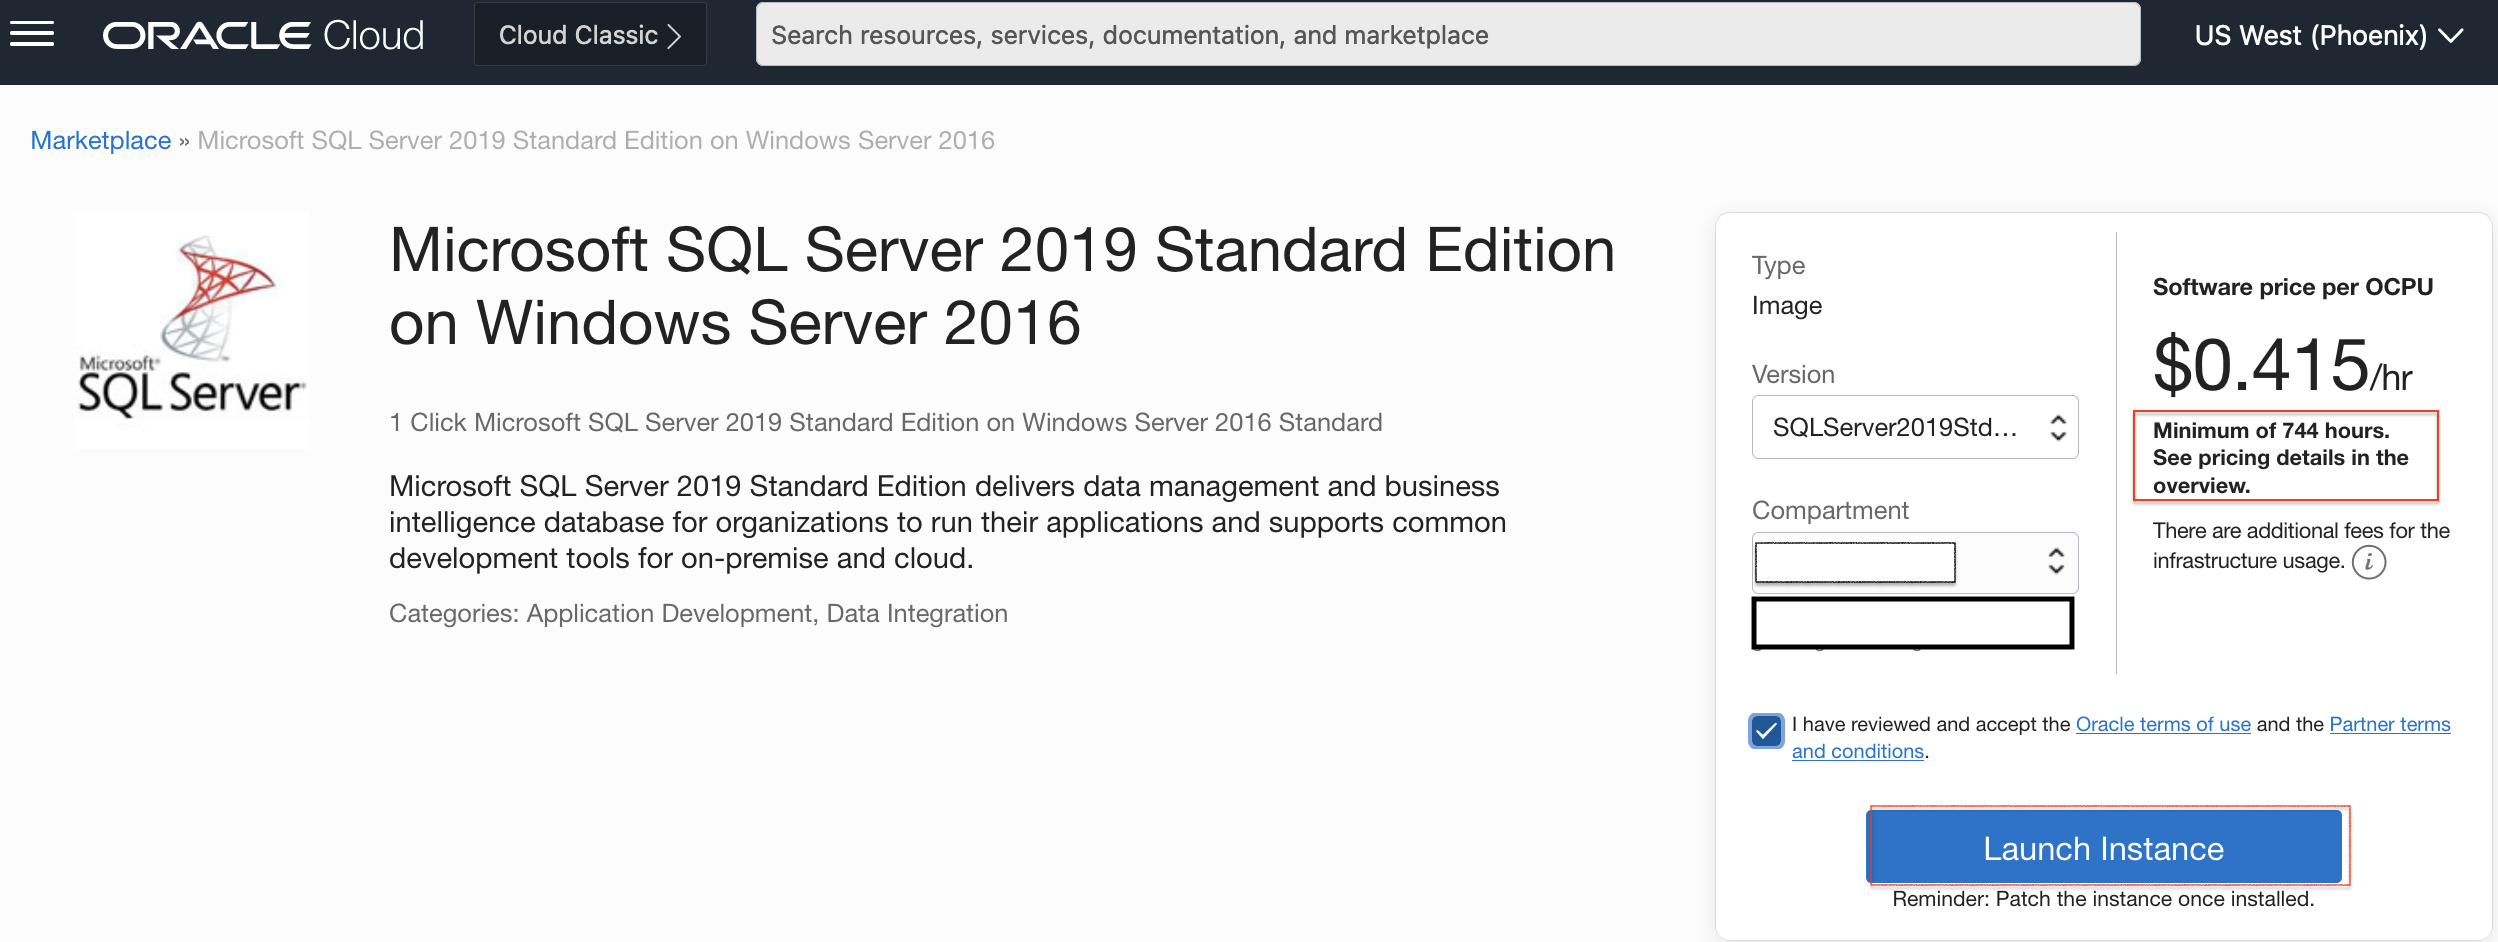 ORACLE Cloud
Cloud Classic
Search resources, services, documentation, and marketplace
US West (Phoenix)
Marketplace » Microsoft SQL Server 2019 Standard Edition on Windows Server 2016
Microsoft®
SQL Server®
Microsoft SQL Server 2019 Standard Edition
on Windows Server 2016
1 Click Microsoft SQL Server 2019 Standard Edition on Windows Server 2016 Standard
Microsoft SQL Server 2019 Standard Edition delivers data management and business
intelligence database for organizations to run their applications and supports common
development tools for on-premise and cloud.
Categories: Application Development, Data Integration
Type
Image
Version
SQLServer2019Std...
Compartment
Software price per OCPU
$0.415/hr
Minimum of 744 hours.
See pricing details in the
overview.
There are additional fees for the
infrastructure usage. i
I have reviewed and accept the Oracle terms of use and the Partner terms
and conditions.
Launch Instance
Reminder: Patch the instance once installed.